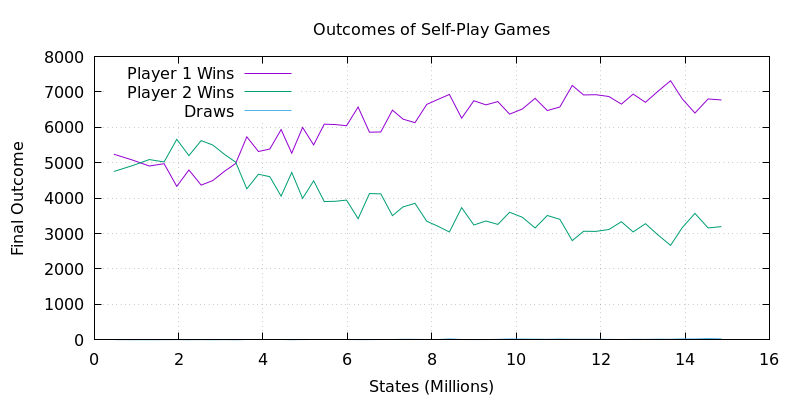 Outcomes of Self-Play Games
8000
7000
6000
5000
4000
3000
2000
1000
0
Final Outcome
Player 1 Wins
Player 2 Wins
Draws
0 2 4 6 8 10 12 14 16
States (Millions)